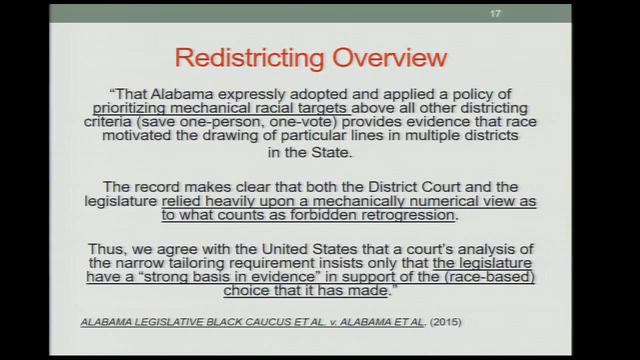 17
Redistricting Overview
“That Alabama expressly adopted and applied a policy of
prioritizing mechanical racial targets above all other districting
criteria (save one-person, one-vote) provides evidence that race
motivated the drawing of particular lines in multiple districts
in the State.
The record makes clear that both the District Court and the
legislature relied heavily upon a mechanically numerical view as
to what counts as forbidden retrogression.
Thus, we agree with the United States that a court’s analysis of
the narrow tailoring requirement insists only that the legislature
have a “strong basis in evidence” in support of the (race-based)
choice that it has made.”
ALABAMA LEGISLATIVE BLACK CAUCUS ET AL. v. ALABAMA ET AL. (2015)